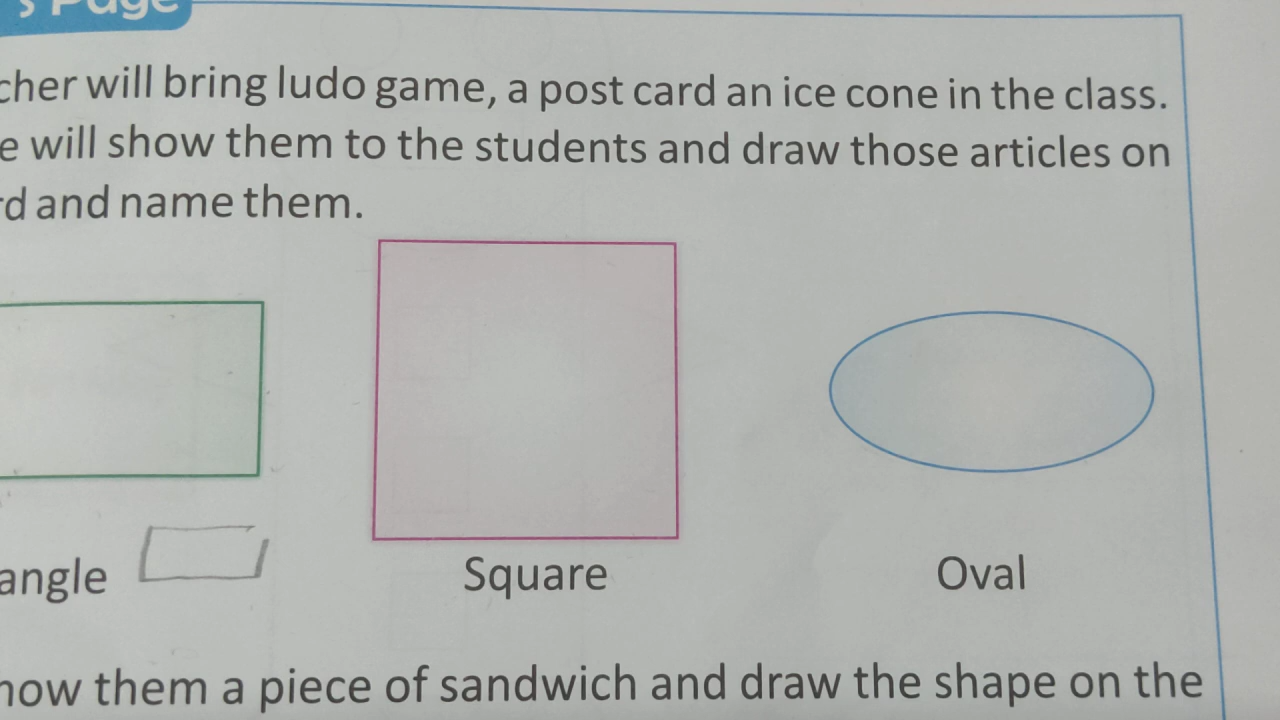 s Page
cher will bring ludo game, a post card an ice cone in the class.
e will show them to the students and draw those articles on
rd and name them.
angle Square Oval
how them a piece of sandwich and draw the shape on the